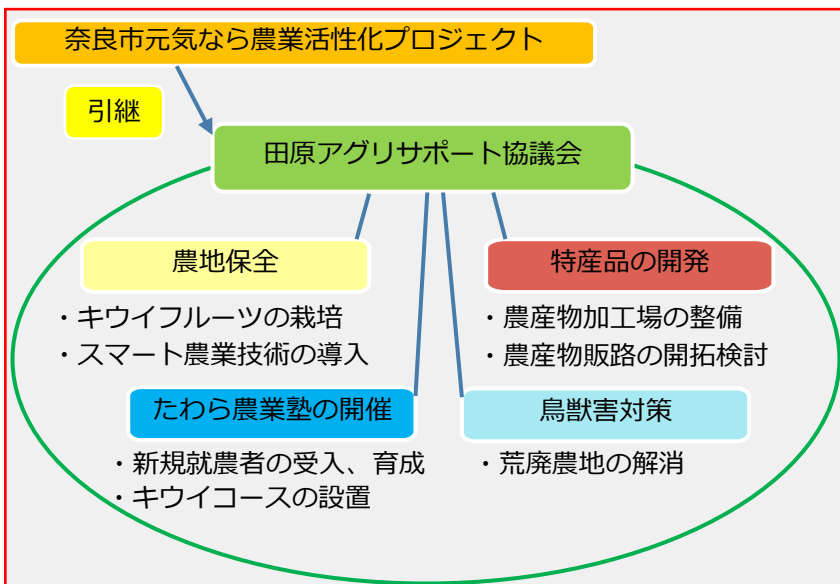 奈良市元気なら農業活性化プロジェクト
引継
田原アグリサポート協議会
農地保全
・キウイフルーツの栽培
・スマート農業技術の導入
特産品の開発
・農産物加工場の整備
・農産物販路の開拓検討
たわら農業塾の開催
・新規就農者の受入、育成
・キウイコースの設置
鳥獣害対策
・荒廃農地の解消